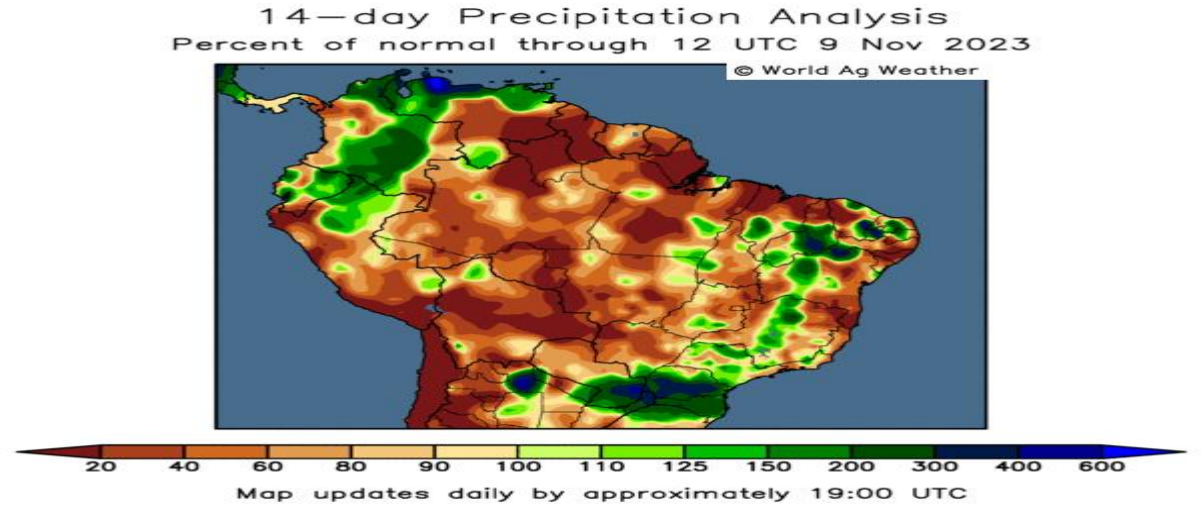 14-day Precipitation Analysis
Percent of normal through 12 UTC 9 Nov 2023
© World Ag Weather
20 40 60 80 90 100 110 125 150 200 300 400 600
Map updates daily by approximately 19:00 UTC